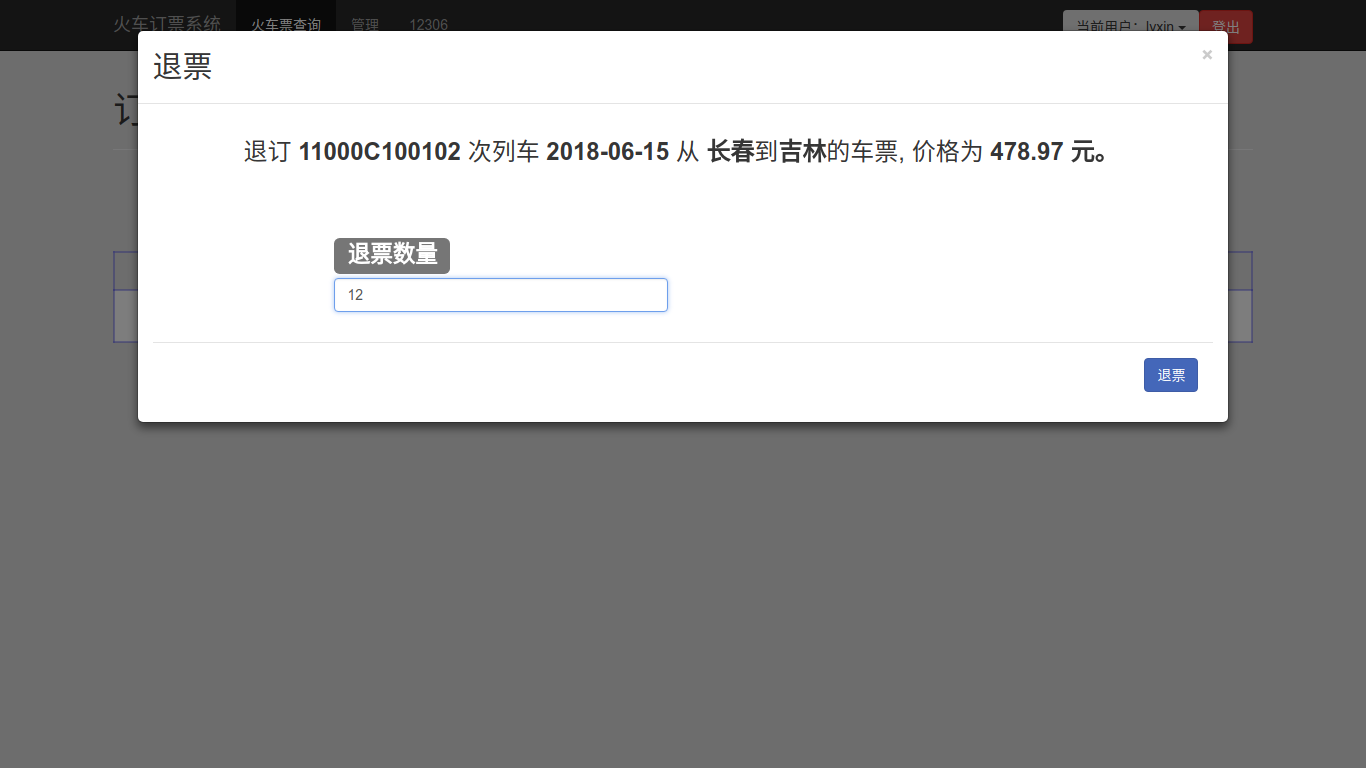 火车订票系统 火车票查询 管理 12306 当前用户：lyxin 登出
退票 ×
订
退订 11000C100102 次列车 2018-06-15 从 长春到吉林的车票, 价格为 478.97 元。
退票数量
12
退票